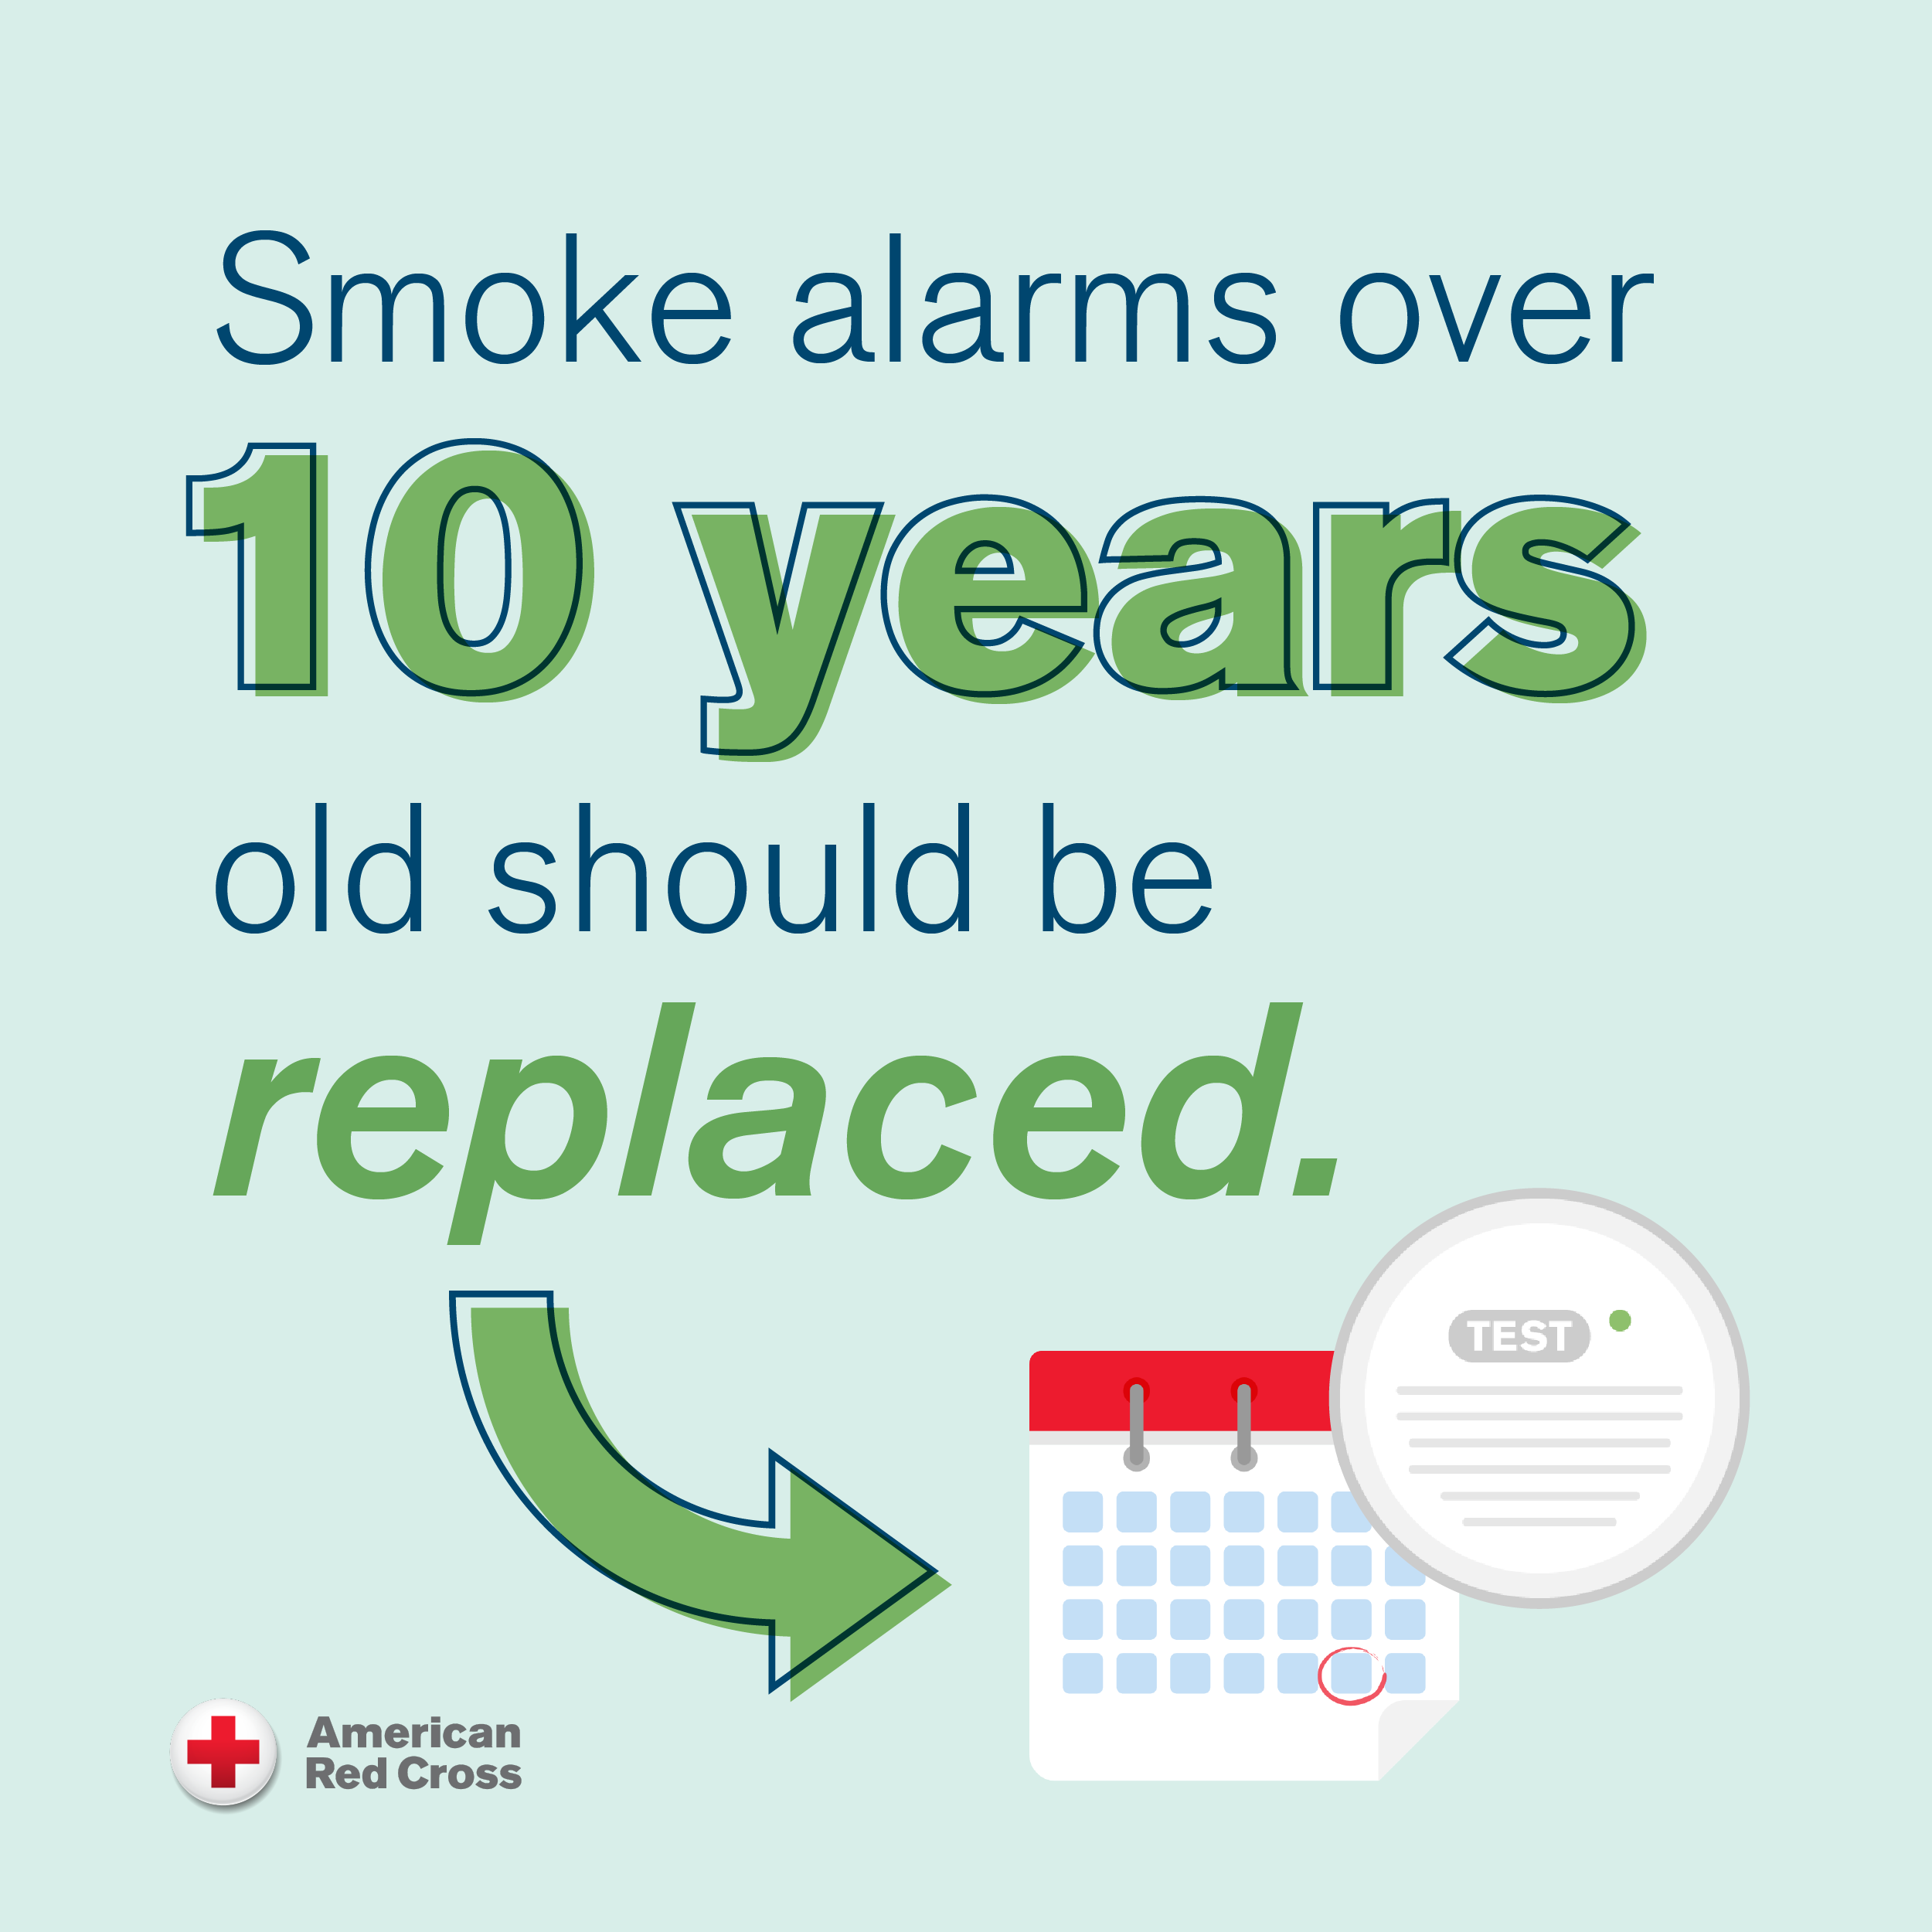 Smoke alarms over
10 years
old should be
replaced.
TEST
American
Red Cross